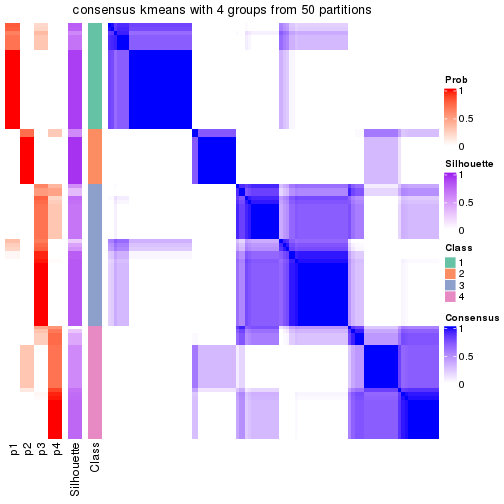 consensus kmeans with 4 groups from 50 partitions
Prob
1
0.5
0
Silhouette
1
0.5
0
Class
1
2
3
4
Consensus
1
0.5
0
p1
p2
p3
p4
Silhouette
Class